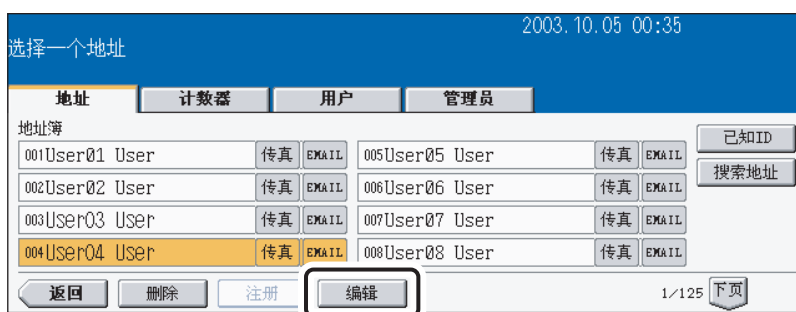 2003.10.05 00:35
选择一个地址
地址 计数器 用户 管理员
地址簿
已知ID
001User01 User 传真 EMAIL 005User05 User 传真 EMAIL
搜索地址
002User02 User 传真 EMAIL 006User06 User 传真 EMAIL
003User03 User 传真 EMAIL 007User07 User 传真 EMAIL
004User04 User 传真 EMAIL 008User08 User 传真 EMAIL
返回 删除 注册 编辑 1/125 下页